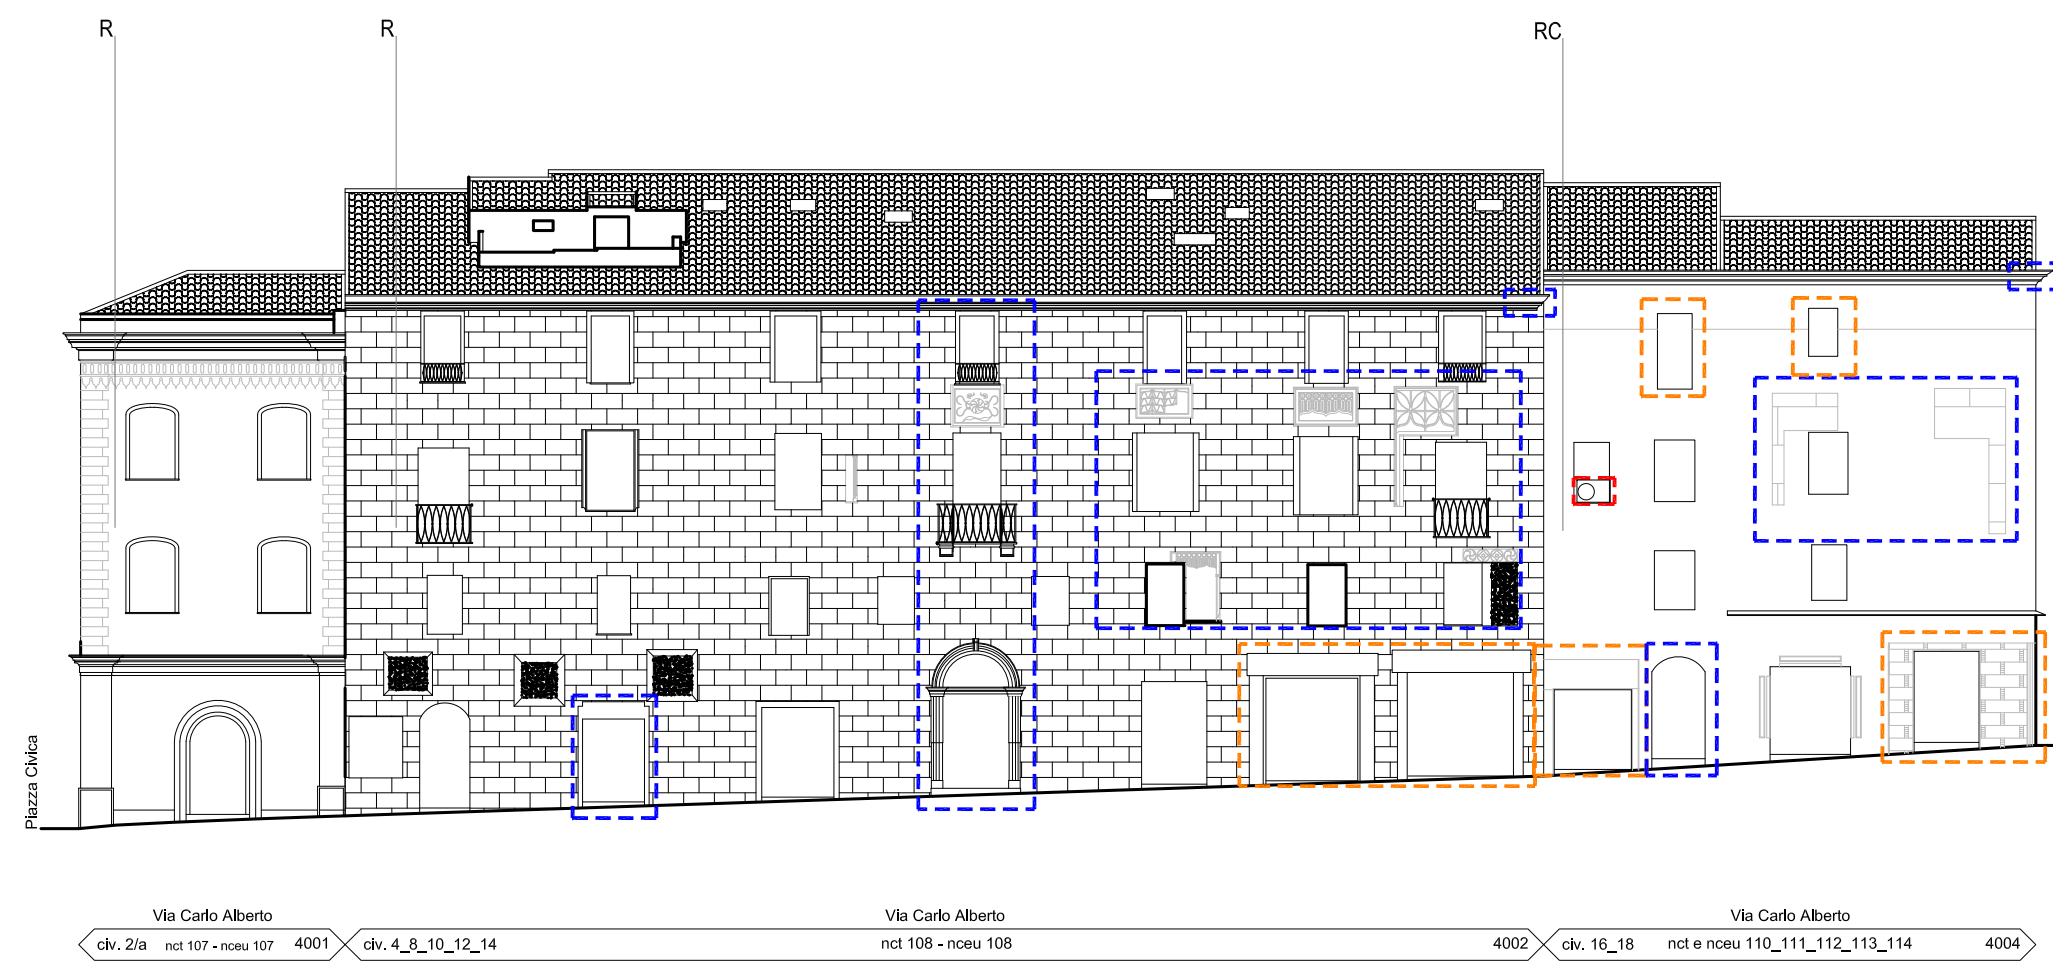 R
R
RC
Piazza Civica
Via Carlo Alberto
Via Carlo Alberto
Via Carlo Alberto
civ. 2/a nct 107 - nceu 107 4001
civ. 4_8_10_12_14 nct 108 - nceu 108 4002
civ. 16_18 nct e nceu 110_111_112_113_114 4004